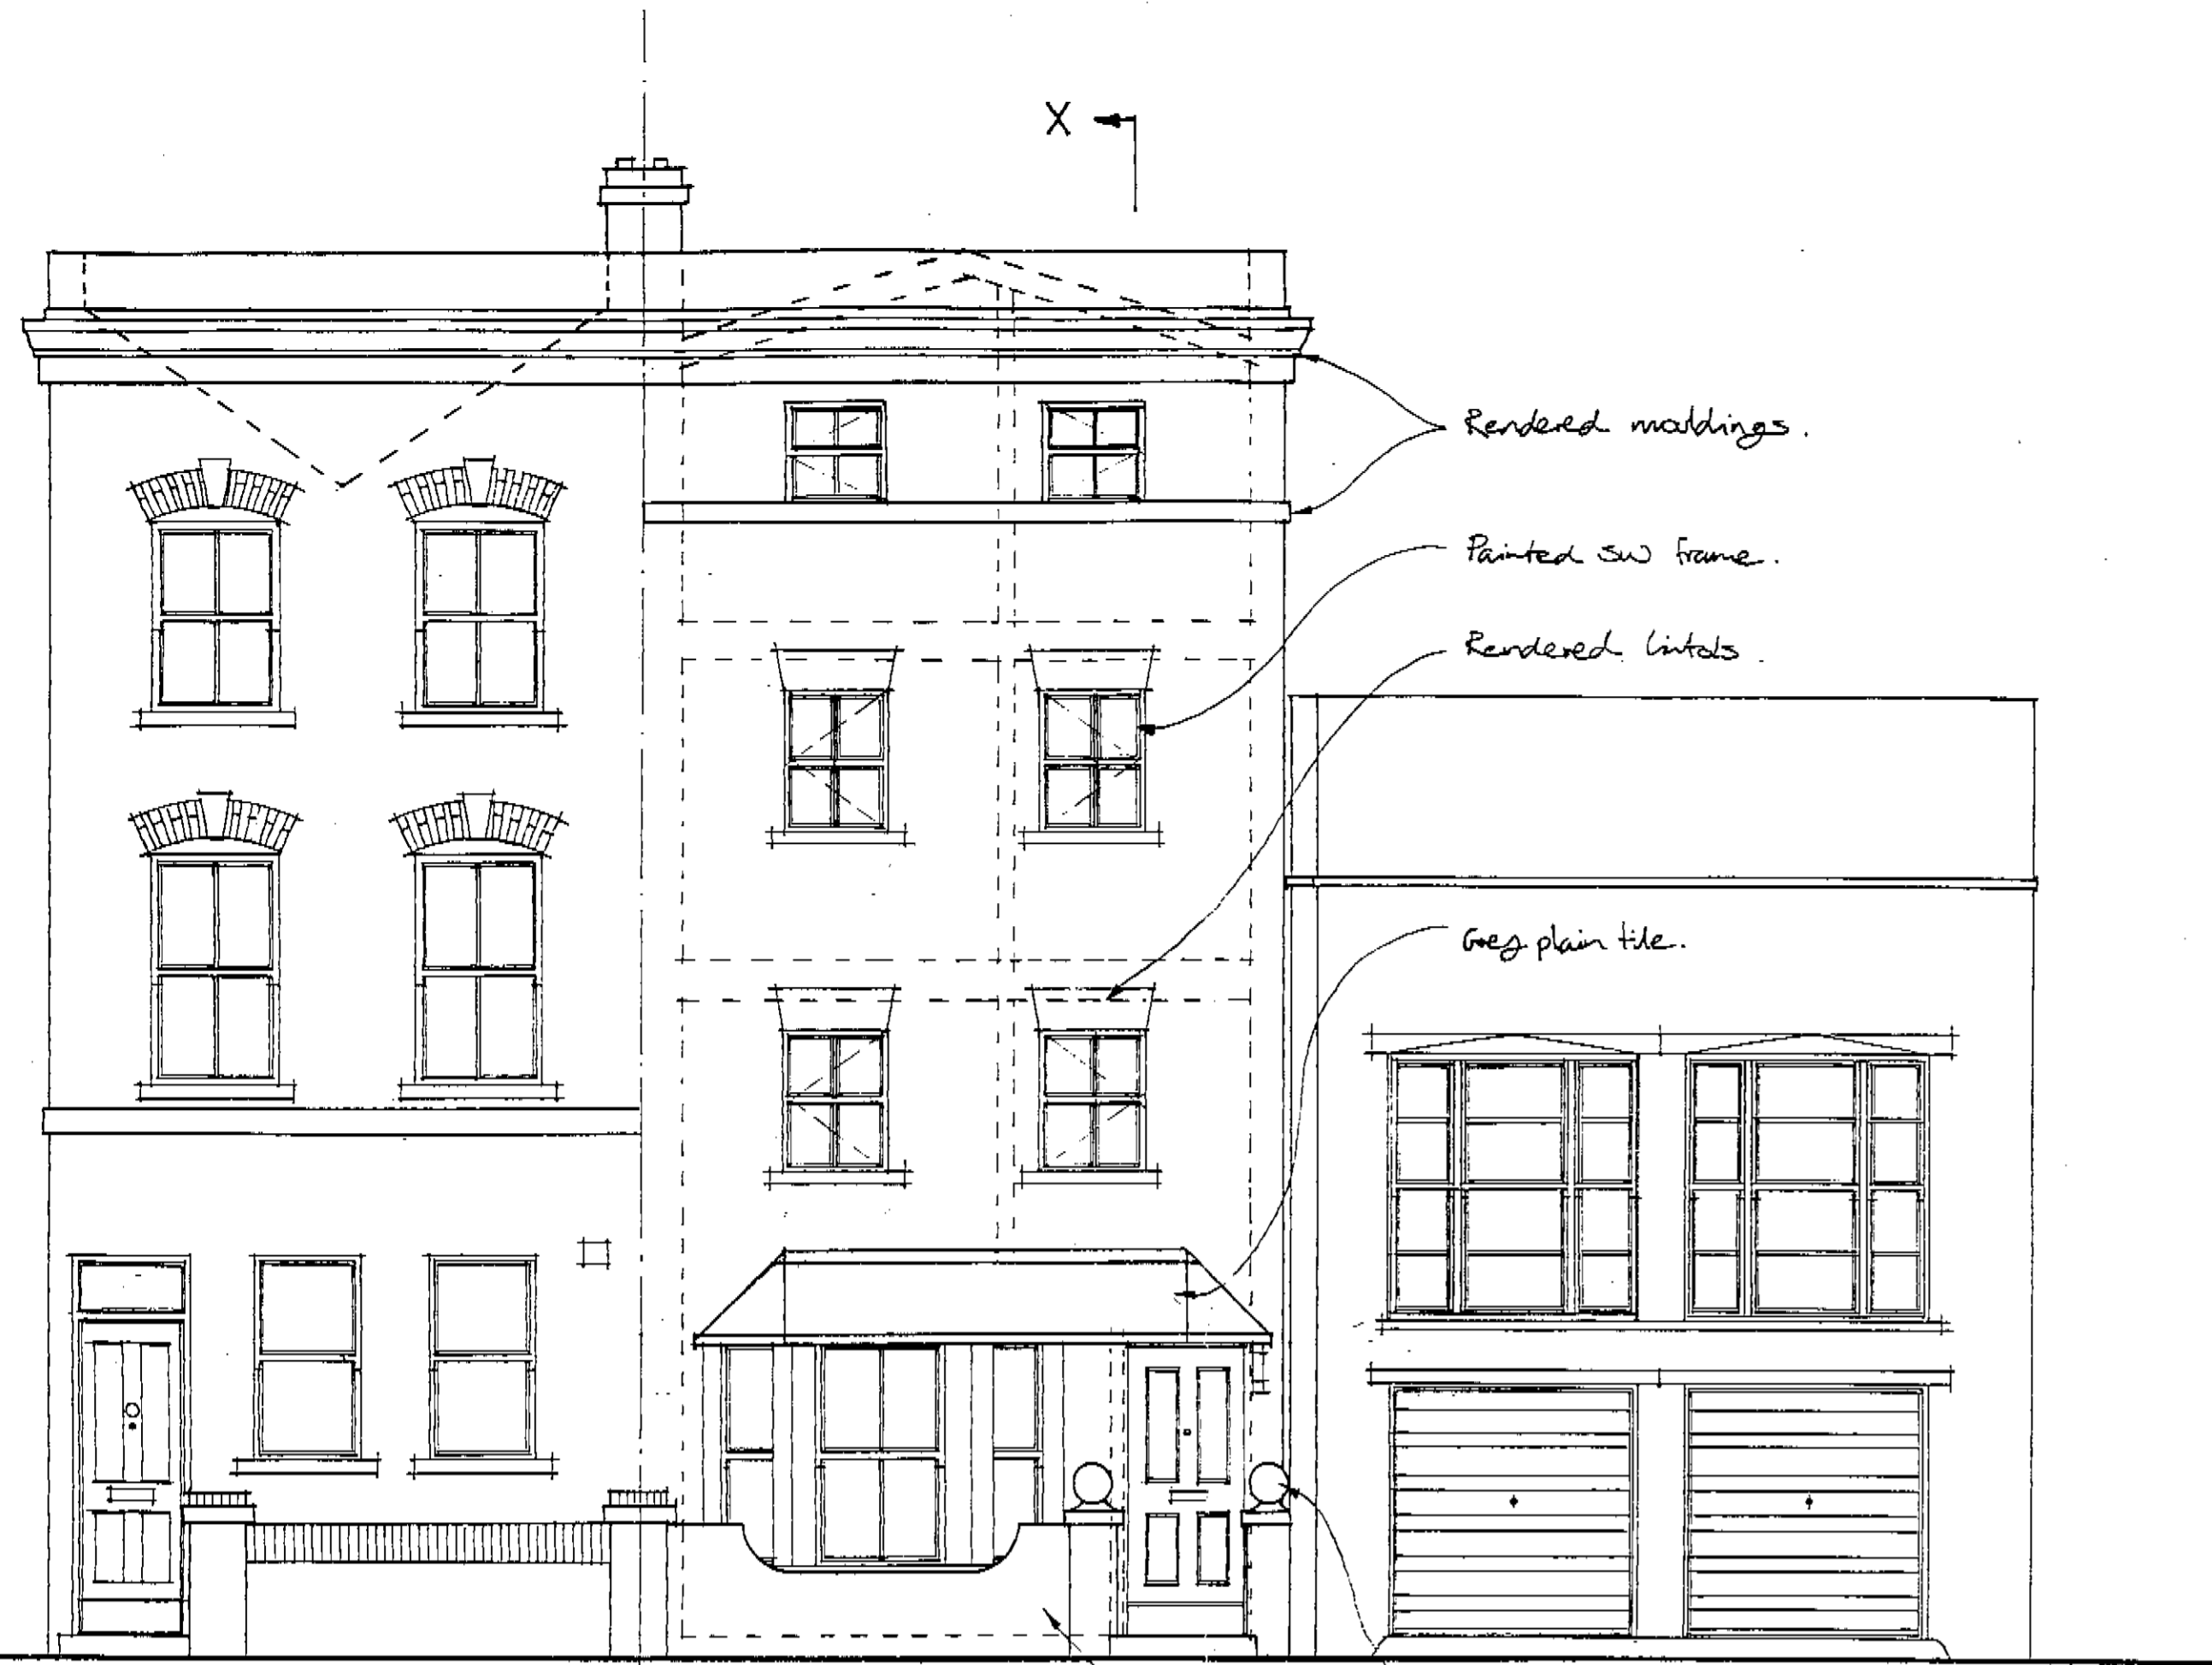 X
Rendered mouldings.
Painted SW frame.
Rendered lintols.
Grey plain tile.